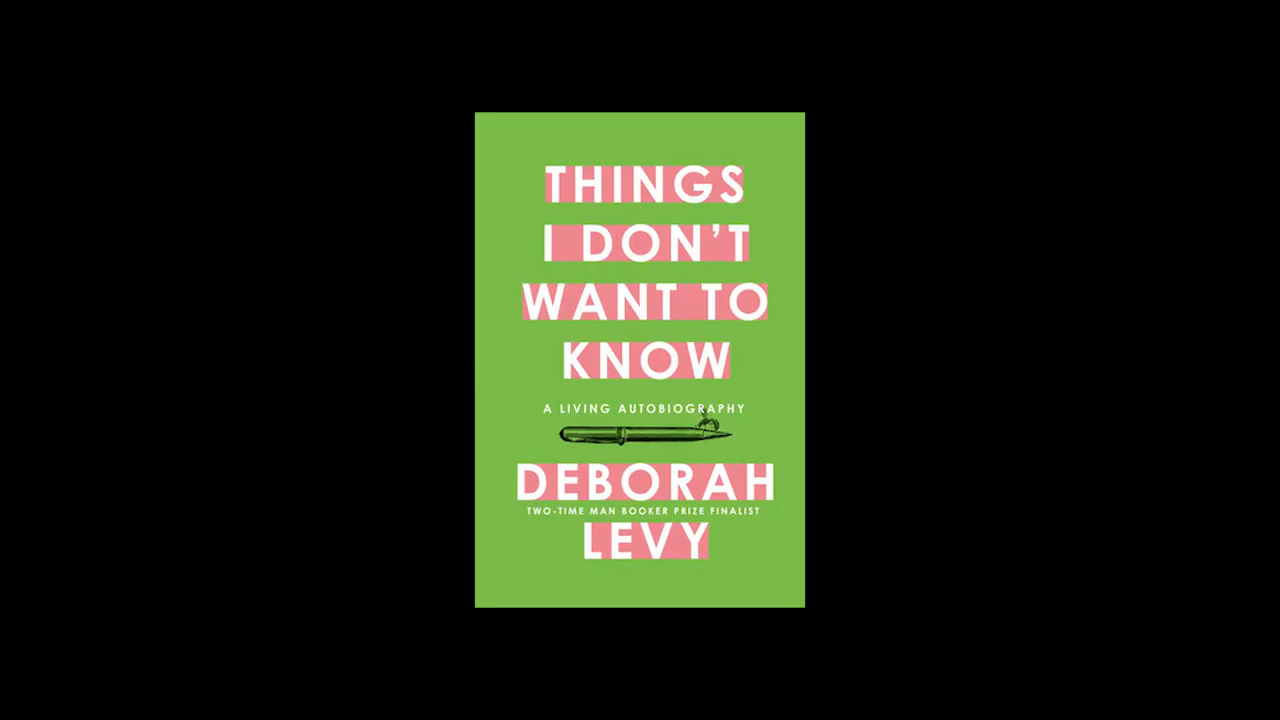 THINGS
I DON'T
WANT TO
KNOW
A LIVING AUTOBIOGRAPHY
DEBORAH
TWO-TIME MAN BOOKER PRIZE FINALIST
LEVY